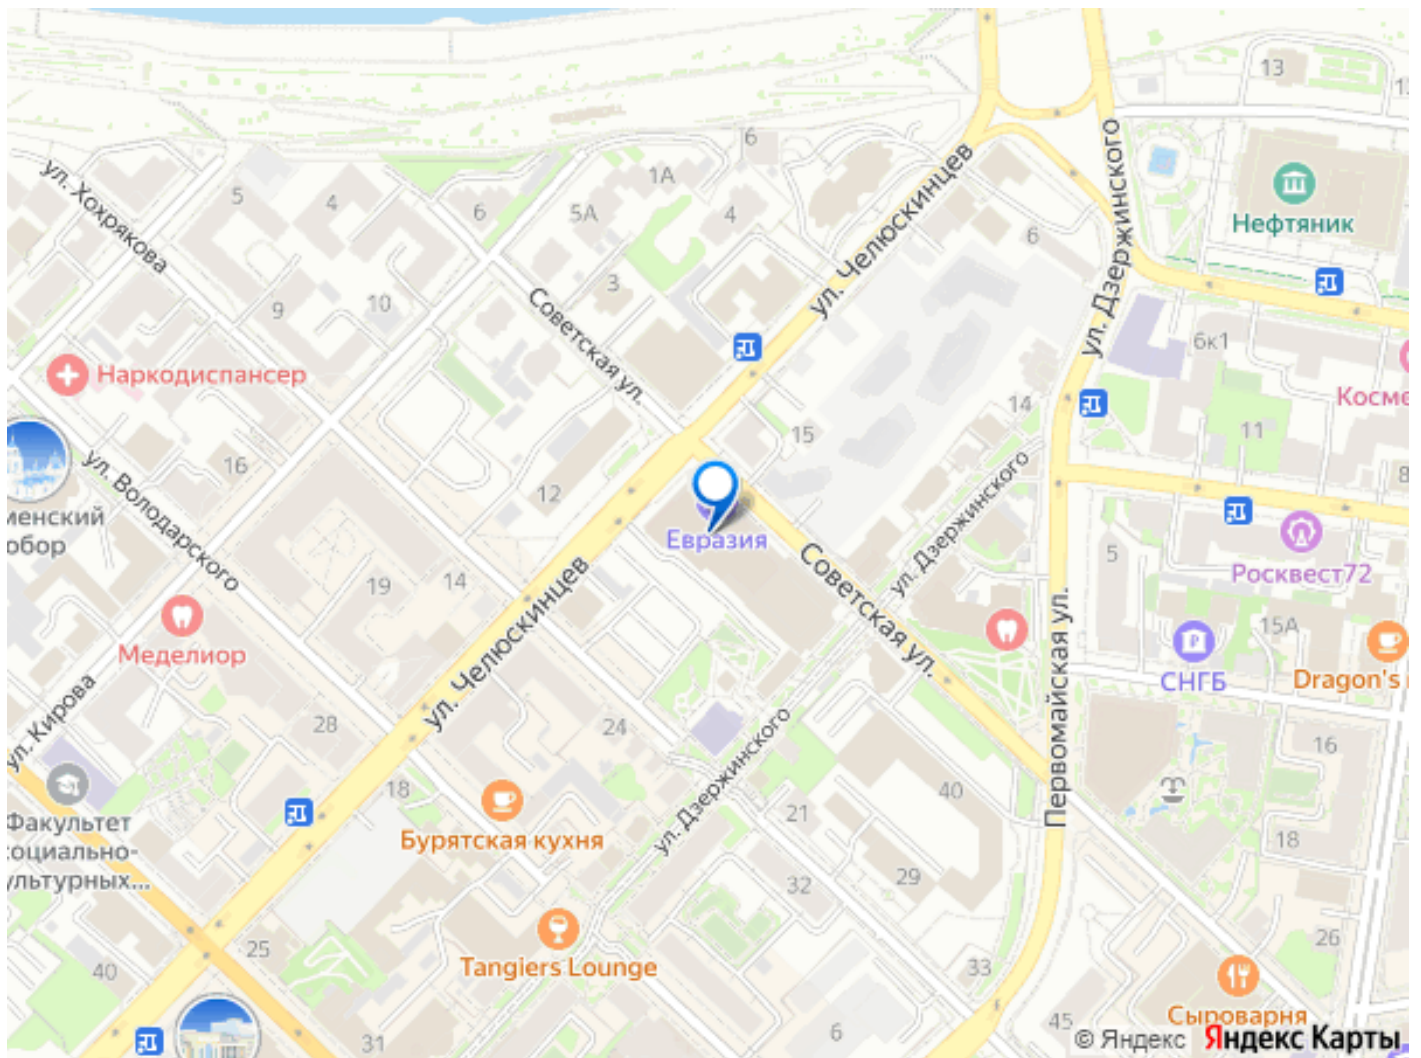 13
6
ул. Хохрякова
5
4
6
5А
1А
4
ул. Челюскинцев
6
ул. Дзержинского
Нефтяник
9
10
3
Советская ул.
6к1
Наркодиспансер
Косме
14
15
11
16
12
8
ул. Володарского
менский
обор
Евразия
Советская ул.
ул. Дзержинского
5
Росквест72
19
14
ул. Челюскинцев
Первомайская ул.
15А
Меделиор
СНГБ
Dragon's
ул. Кирова
28
24
ул. Дзержинского
16
18
40
21
18
Факультет
социально-
ультурных...
Бурятская кухня
32
29
25
40
Tangiers Lounge
33
26
Сыроварня
31
6
45
© Яндекс Яндекс Карты